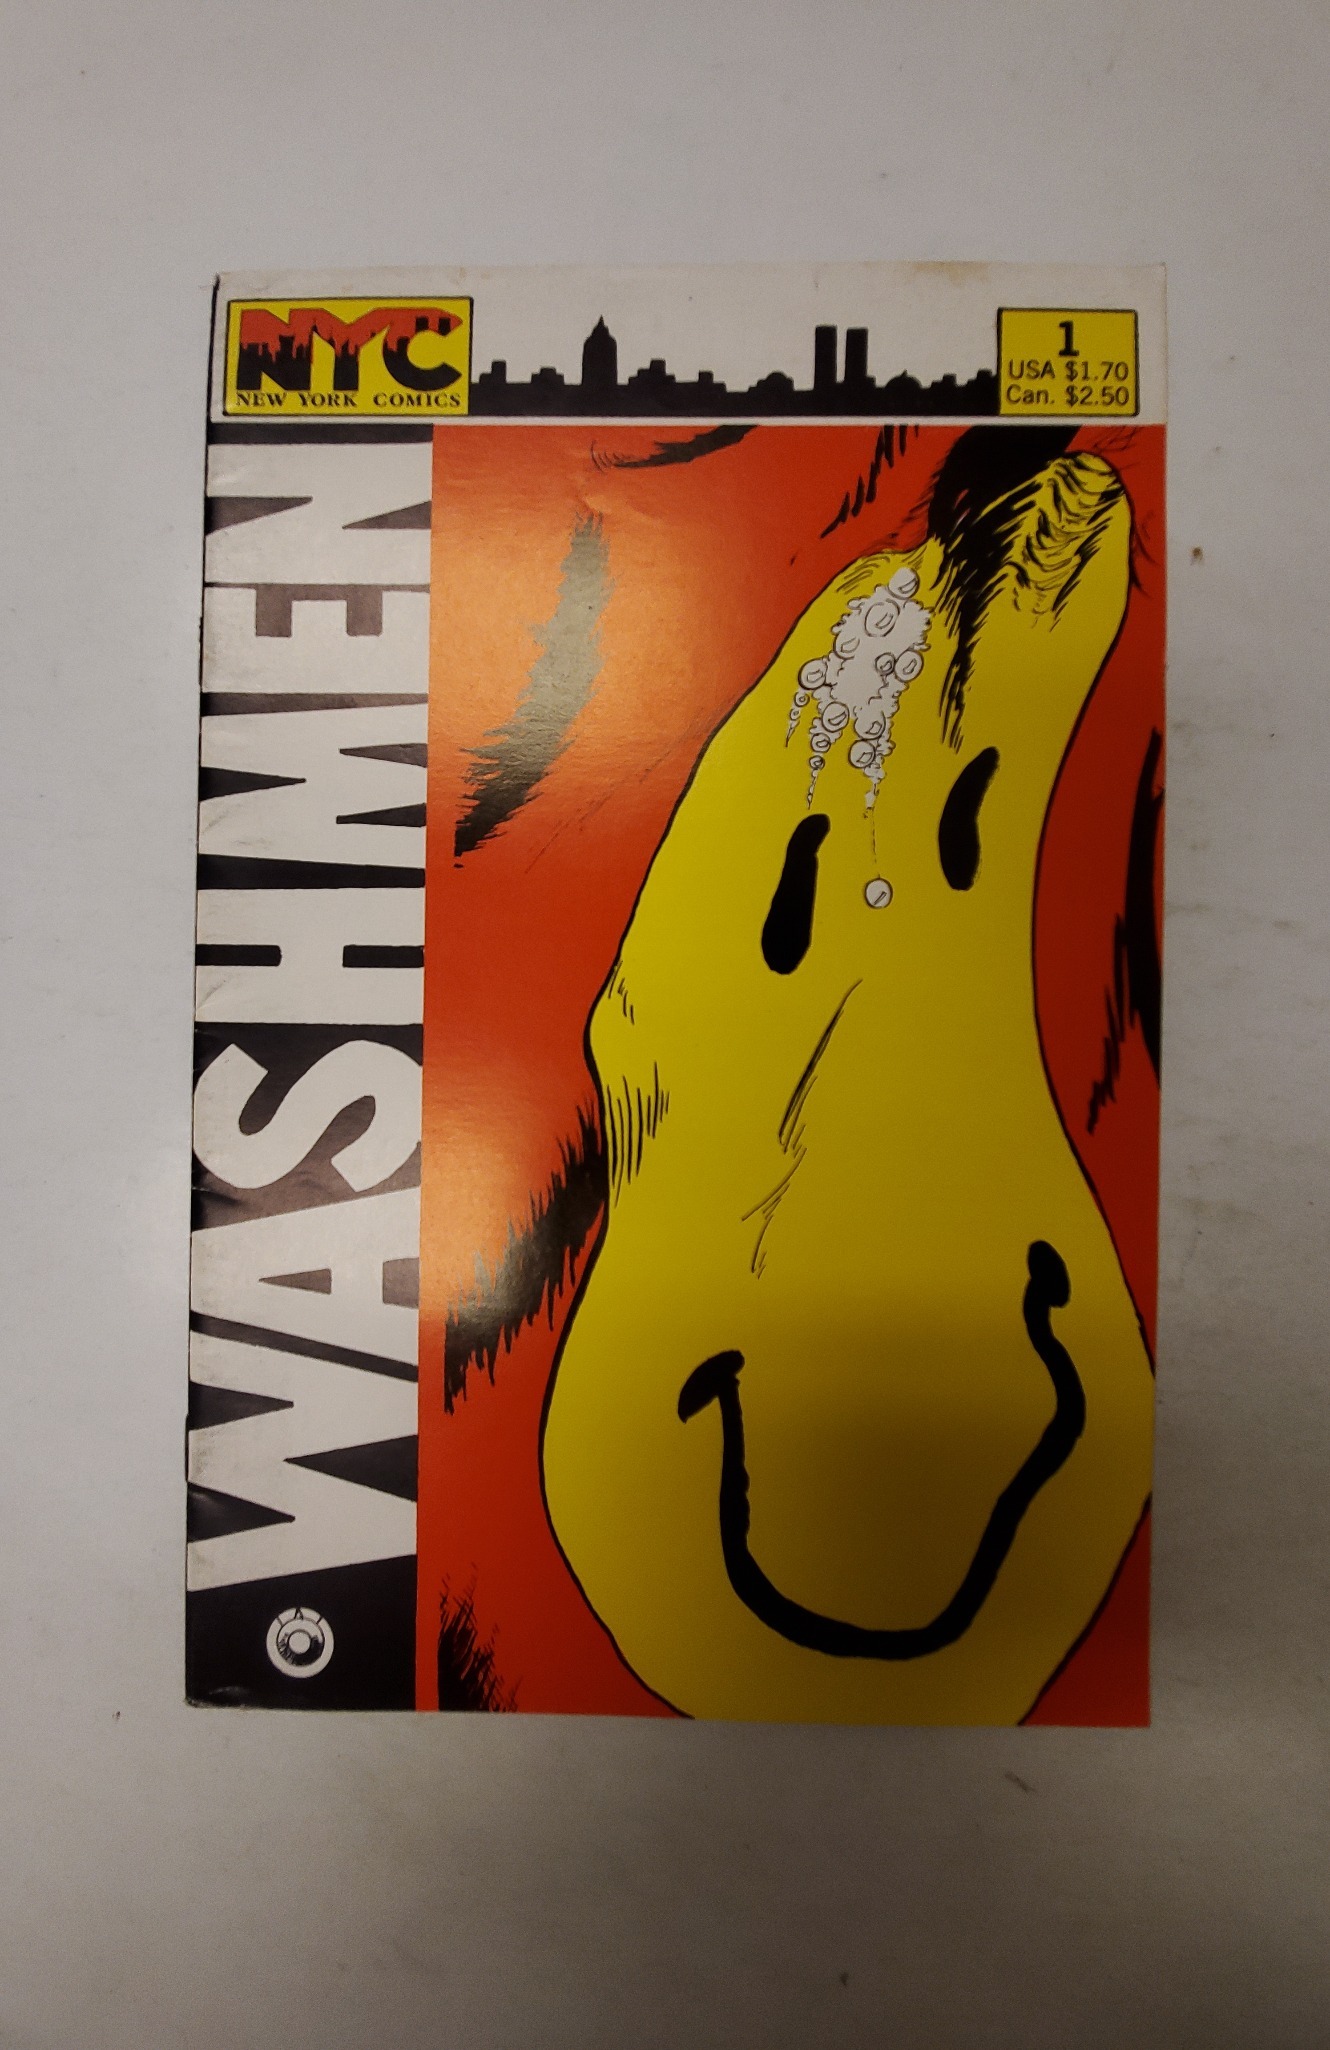 NYC
NEW YORK COMICS
1
USA $1.70
Can. $2.50
WASHMEN